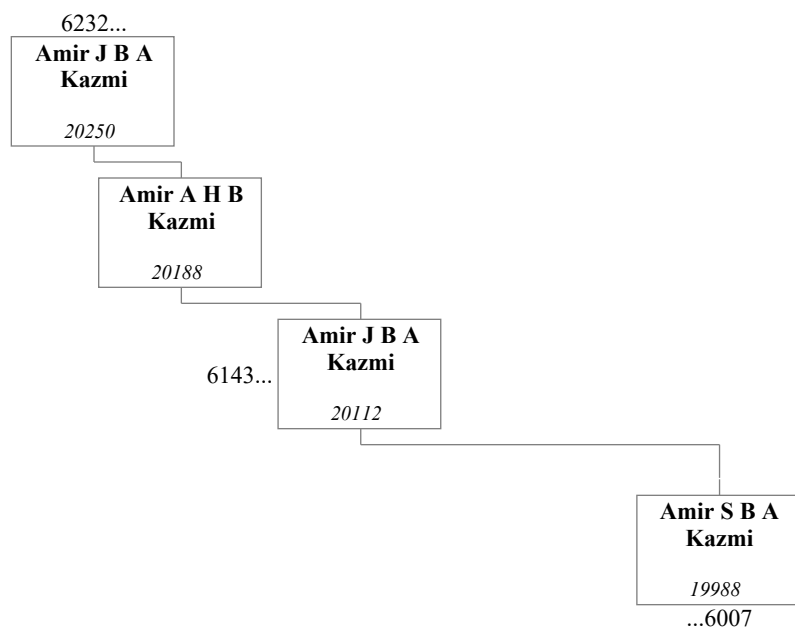 6232...
Amir J B A
Kazmi
20250
Amir A H B
Kazmi
20188
Amir J B A
Kazmi
6143...
20112
Amir S B A
Kazmi
19988
...6007